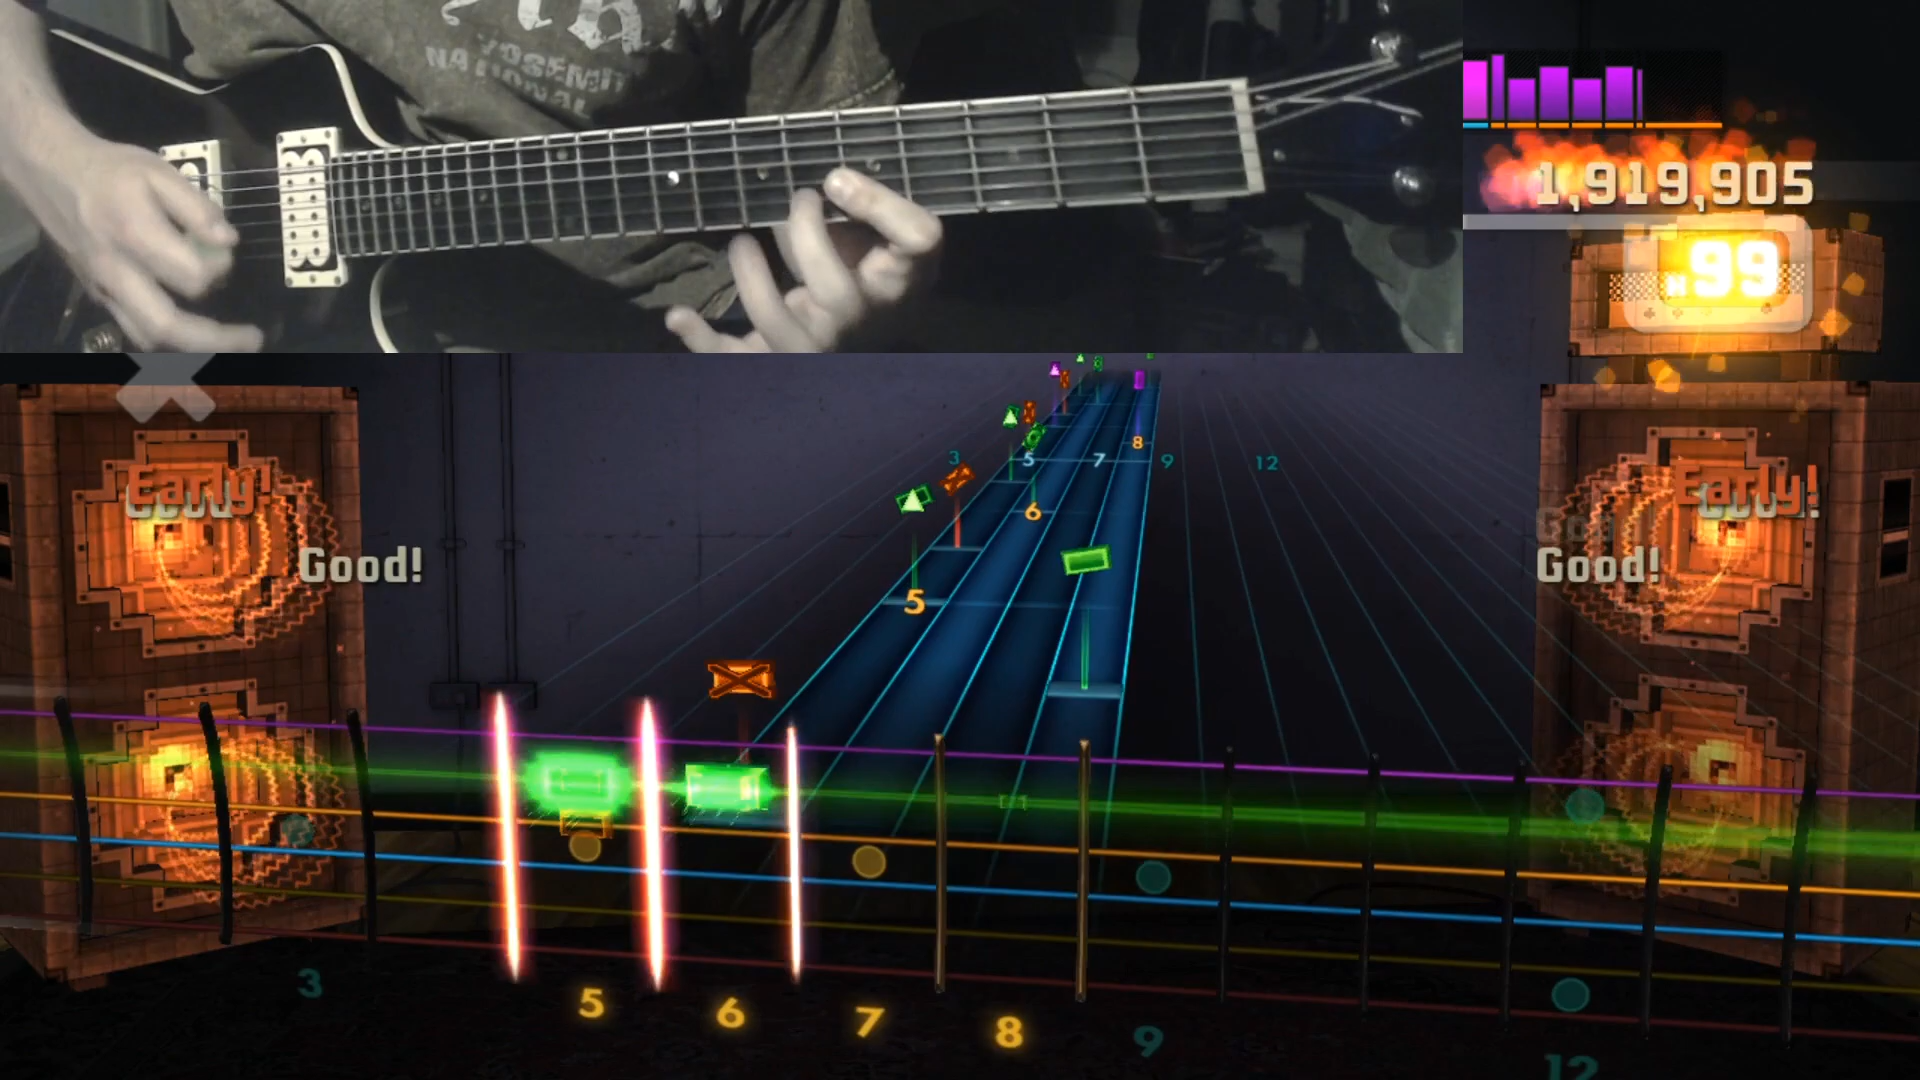 YOSEMITE
NATIONAL
1,919,905
99
8
3 5 7 9 12
6
5
Early!
Early!
Good!
Good!
3 5 6 7 8 9 12